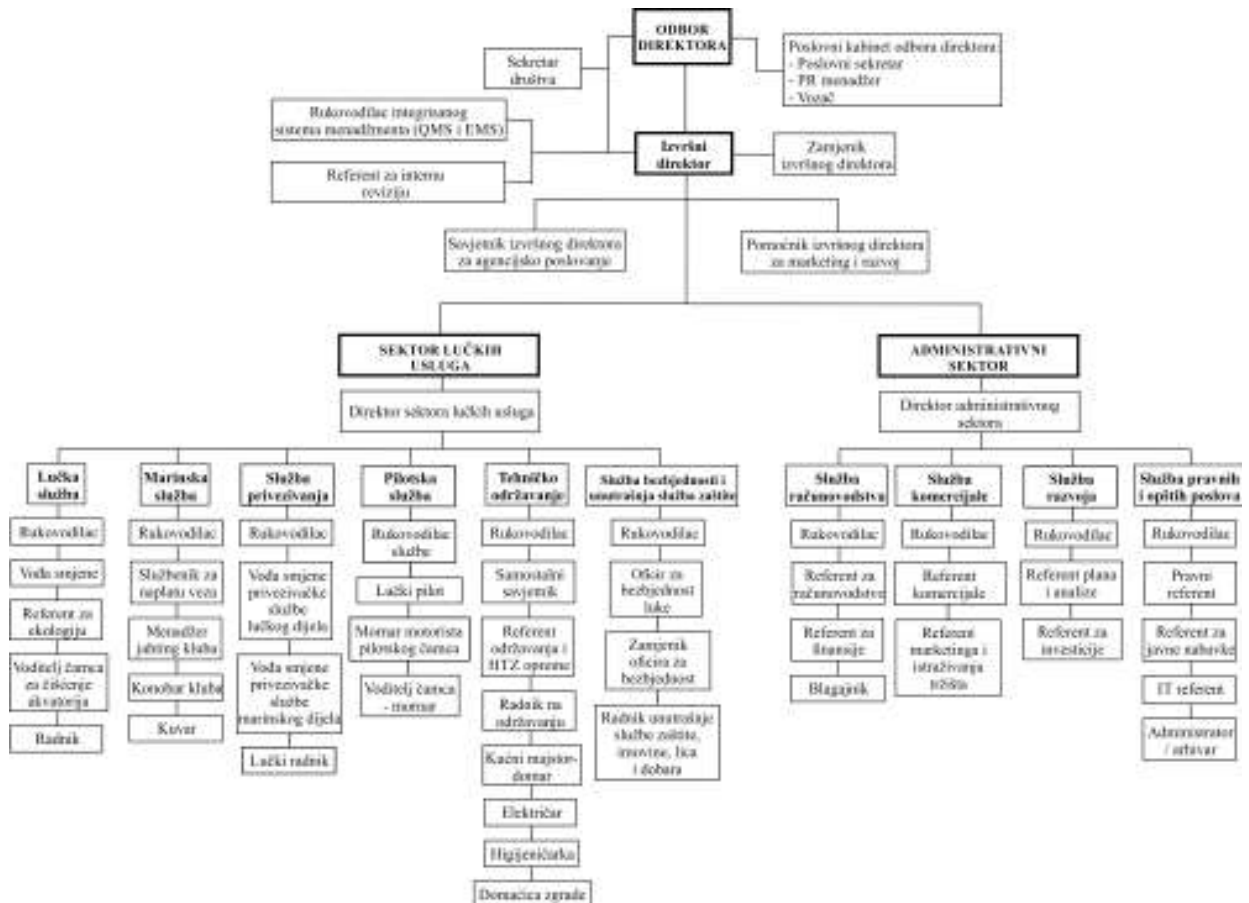 ODBOR
DIREKTORA
Poslovni kabinet odbora direktora:
- Poslovni sekretar
- PR menadžer
- Vozač
Sekretar
društva
Rukovodilac integrisanog
sistema menadžmenta (QMS i EMS)
Izvršni
direktor
Zamjenik
izvršnog direktora
Referent za internu
reviziju
Savjetnik izvršnog direktora
za agencijsko poslovanje
Pomoćnik izvršnog direktora
za marketing i razvoj
SEKTOR LUČKIH
USLUGA
ADMINISTRATIVNI
SEKTOR
Direktor sektora lučkih usluga
Direktor administrativnog
sektora
Lučka
služba
Rukovodilac
Vođa smjene
Referent za
ekologiju
Voditelj čamca
za čišćenje
akvatorija
Radnik
Marinska
služba
Rukovodilac
Službenik za
naplatu veza
Menadžer
jahting kluba
Konobar kluba
Kuvar
Služba
privezivanja
Rukovodilac
Vođa smjene
privezivačke
službe
lučkog dijela
Vođa smjene
privezivačke
službe
marinskog dijela
Lučki radnik
Pilotska
služba
Rukovodilac
službe
Lučki pilot
Mornar motorista
pilotskog čamca
Voditelj čamca
- mornar
Tehničko
održavanje
Rukovodilac
Samostalni
savjetnik
Referent
održavanja i
HTZ opreme
Radnik na
održavanju
Kućni majstor-
domar
Električar
Higijeničarka
Domaćica zgrade
Služba bezbjednosti i
unutrašnja služba zaštite
Rukovodilac
Oficir za
bezbjednost
luke
Zamjenik
oficira za
bezbjednost
Radnik unutrašnje
službe zaštite,
imovine, lica
i dobara
Služba
računovodstva
Rukovodilac
Referent za
računovodstvo
Referent za
finansije
Blagajnik
Služba
komercijale
Rukovodilac
Referent
komercijale
Referent
marketinga i
istraživanja
tržišta
Služba
razvoja
Rukovodilac
Referent plana
i analize
Referent za
investicije
Služba pravnih
i opštih poslova
Rukovodilac
Pravni
referent
Referent za
javne nabavke
IT referent
Administrator
/ arhivar